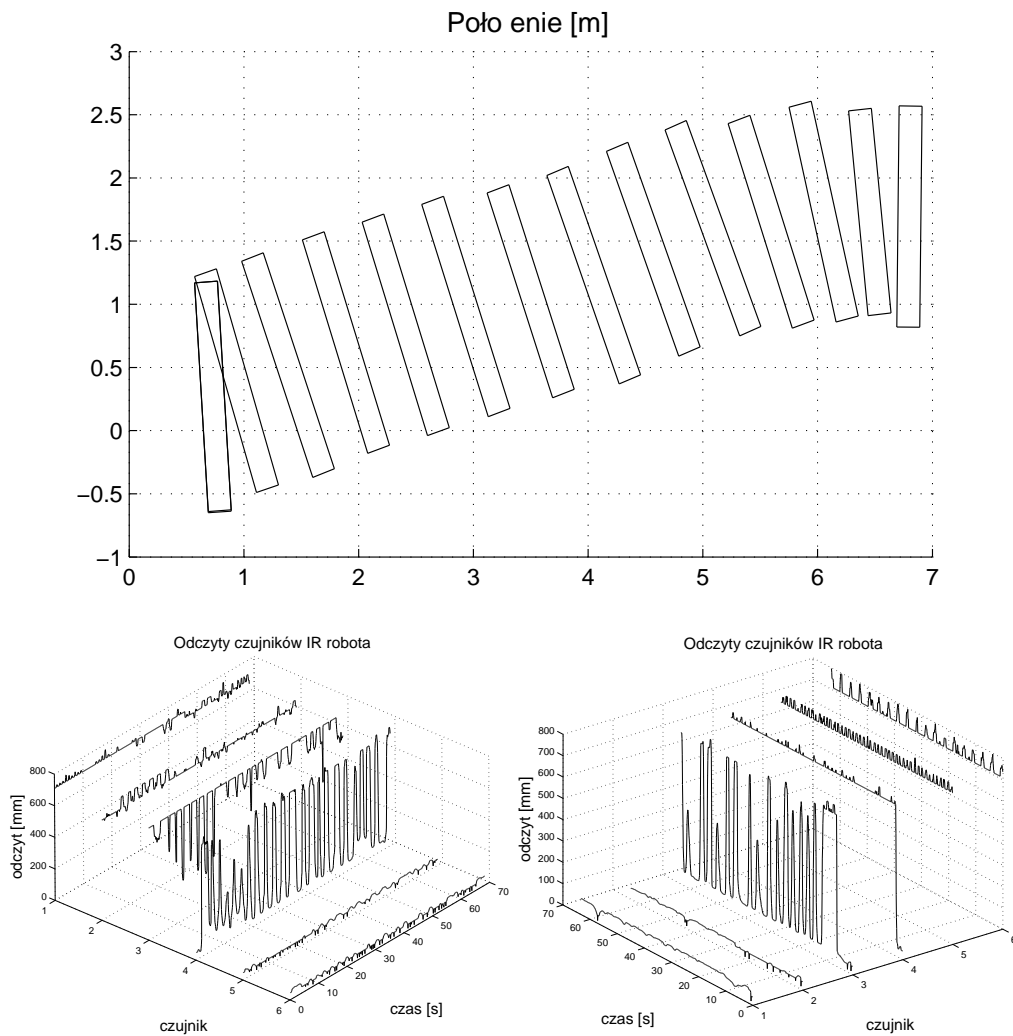 Poło enie [m]
3
2.5
2
1.5
1
0.5
0
−0.5
−1
0 1 2 3 4 5 6 7
Odczyty czujników IR robota
800
600
400
200
0
odczyt [mm]
1 2 3 4 5 6
czujnik
0 10 20 30 40 50 60 70
czas [s]
Odczyty czujników IR robota
800
700
600
500
400
300
200
100
0
odczyt [mm]
70 60 50 40 30 20 10 0
czas [s]
1 2 3 4 5 6
czujnik